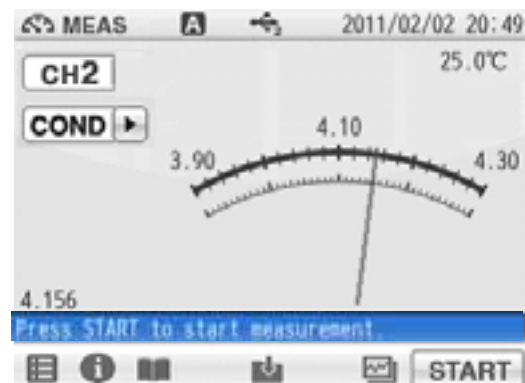 MEAS A 2 2011/02/02 20:49
25.0℃
CH2
COND
4.10
3.90 4.30
4.156
Press START to start measurement.
START